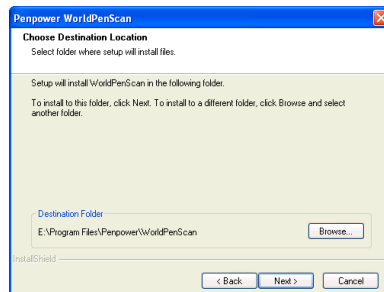 Penpower WorldPenScan
Choose Destination Location
Select folder where setup will install files.
Setup will install WorldPenScan in the following folder.
To install to this folder, click Next. To install to a different folder, click Browse and select
another folder.
Destination Folder
E:\Program Files\Penpower\WorldPenScan
Browse...
InstallShield
< Back
Next >
Cancel